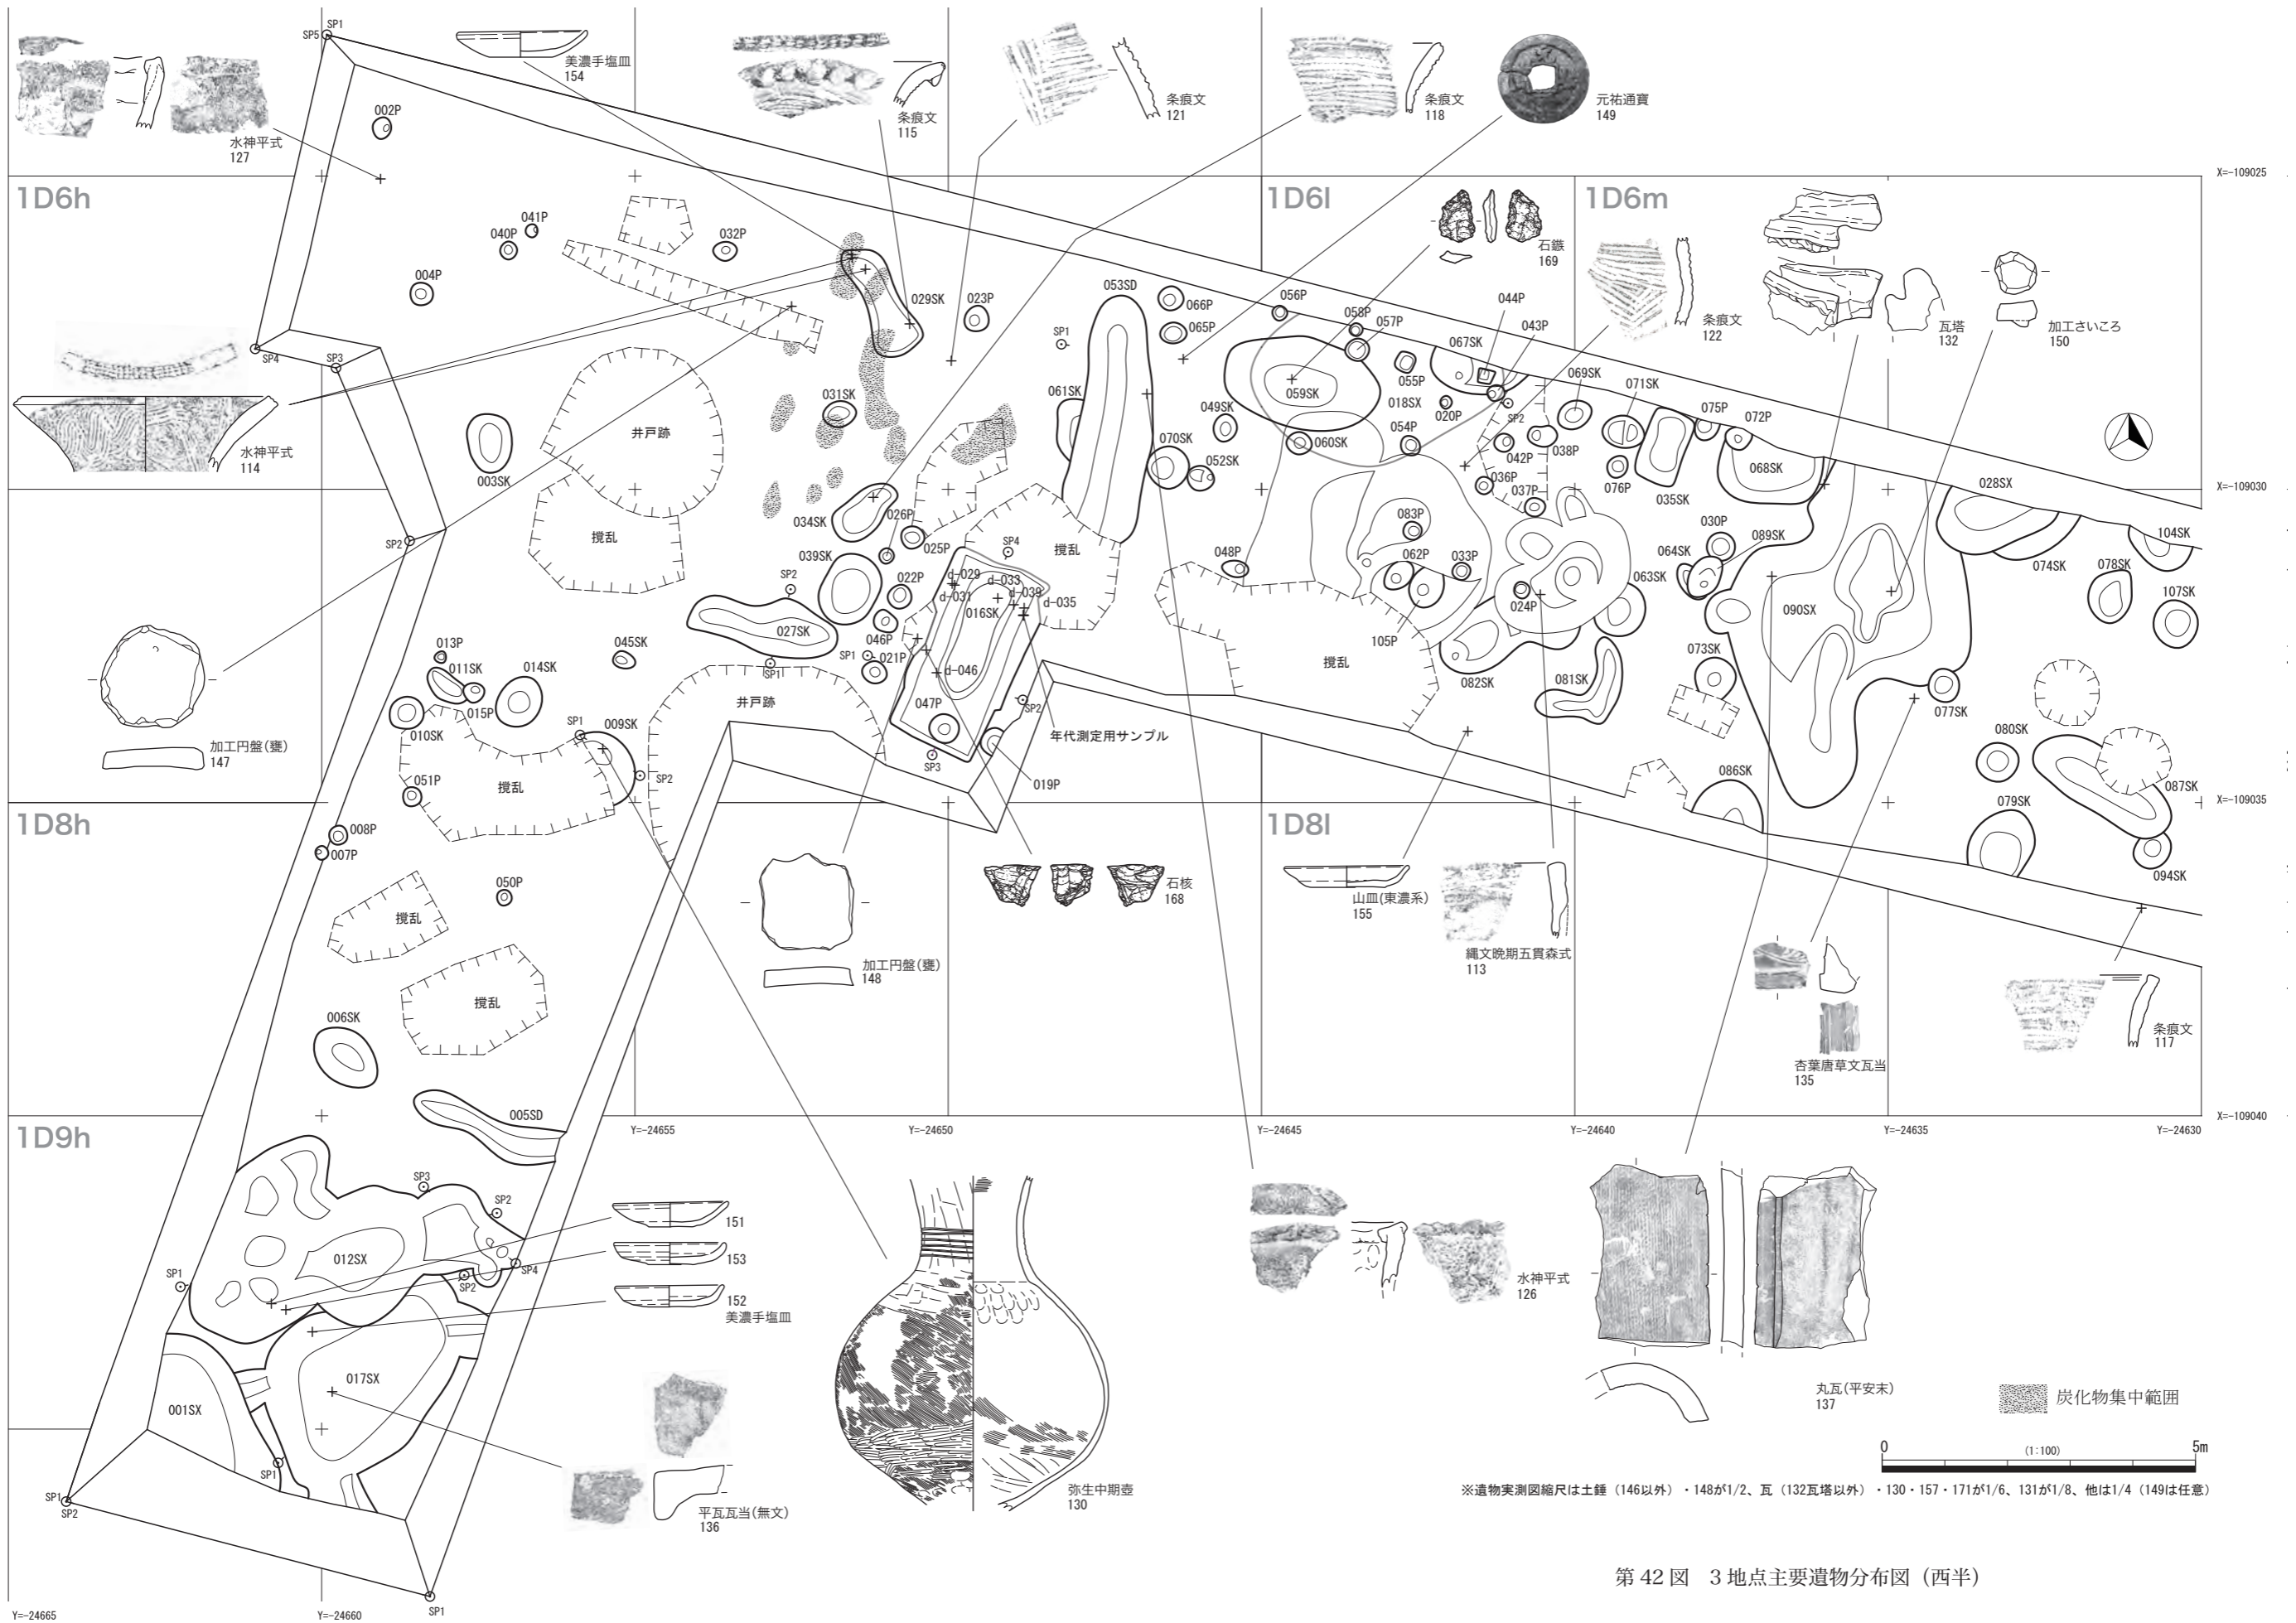 SP1
SP5
美濃手塩皿
154
条痕文
115
条痕文
121
条痕文
118
元祐通寶
149
水神平式
127
002P
X=-109025
1D6h
1D6l
1D6m
041P
040P
032P
004P
029SK
023P
053SD
SP1
066P
065P
056P
058P
057P
石鏃
169
044P
043P
067SK
条痕文
122
瓦塔
132
加工さいころ
150
SP4
SP3
水神平式
114
003SK
井戸跡
031SK
061SK
049SK
059SK
055P
018SX
020P
SP2
069SK
071SK
075P
072P
070SK
052SK
060SK
054P
042P
038P
076P
035SK
068SK
036P
037P
028SX
X=-109030
SP2
撹乱
034SK
026P
025P
SP4
撹乱
039SK
022P
d-029
d-033
d-031
d-039
d-035
016SK
048P
083P
062P
033P
024P
063SK
064SK
030P
089SK
090SX
104SK
074SK
078SK
107SK
SP2
027SK
SP1
046P
SP1
021P
d-046
047P
SP2
SP3
019P
年代測定用サンプル
105P
撹乱
082SK
081SK
073SK
077SK
080SK
086SK
079SK
087SK
094SK
X=-109035
加工円盤(甕)
147
013P
011SK
015P
014SK
045SK
010SK
SP1
009SK
SP2
井戸跡
051P
撹乱
1D8h
008P
007P
050P
撹乱
撹乱
加工円盤(甕)
148
石核
168
1D8l
山皿(東濃系)
155
縄文晩期五貫森式
113
杏葉唐草文瓦当
135
条痕文
117
006SK
005SD
X=-109040
1D9h
Y=-24655
Y=-24650
Y=-24645
Y=-24640
Y=-24635
Y=-24630
SP3
SP2
012SX
SP1
SP2
SP4
151
153
152
美濃手塩皿
017SX
001SX
SP1
SP1
SP2
平瓦瓦当(無文)
136
弥生中期壺
130
水神平式
126
丸瓦(平安末)
137
炭化物集中範囲
0
(1:100)
5m
※遺物実測図縮尺は土錘（146以外）・148が1/2、瓦（132瓦塔以外）・130・157・171が1/6、131が1/8、他は1/4（149は任意）
第 42 図　3 地点主要遺物分布図（西半）
Y=-24665
Y=-24660
SP1